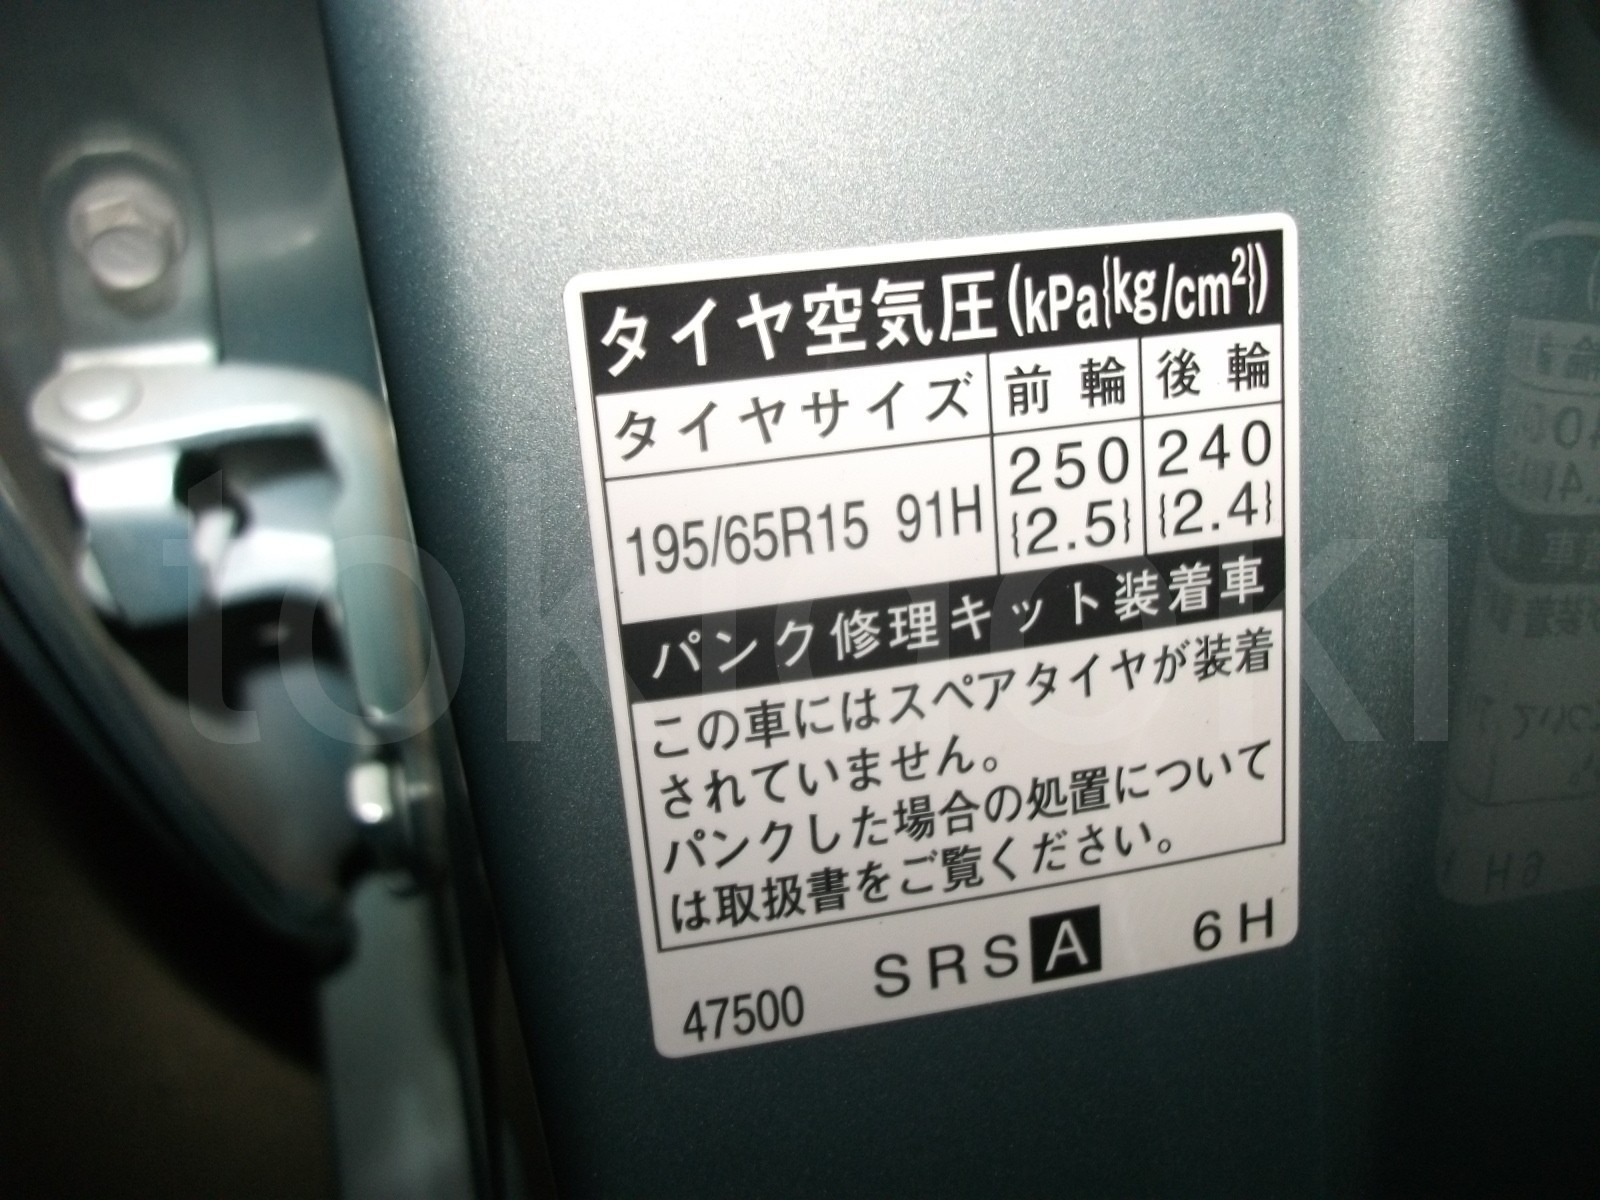 タイヤ空気圧(kPa{kg/cm²})
タイヤサイズ 前輪 後輪
195/65R15 91H 250 {2.5} 240 {2.4}
パンク修理キット装着車
この車にはスペアタイヤが装着
されていません。
パンクした場合の処置について
は取扱書をご覧ください。
47500 SRS A 6H
tokidoki